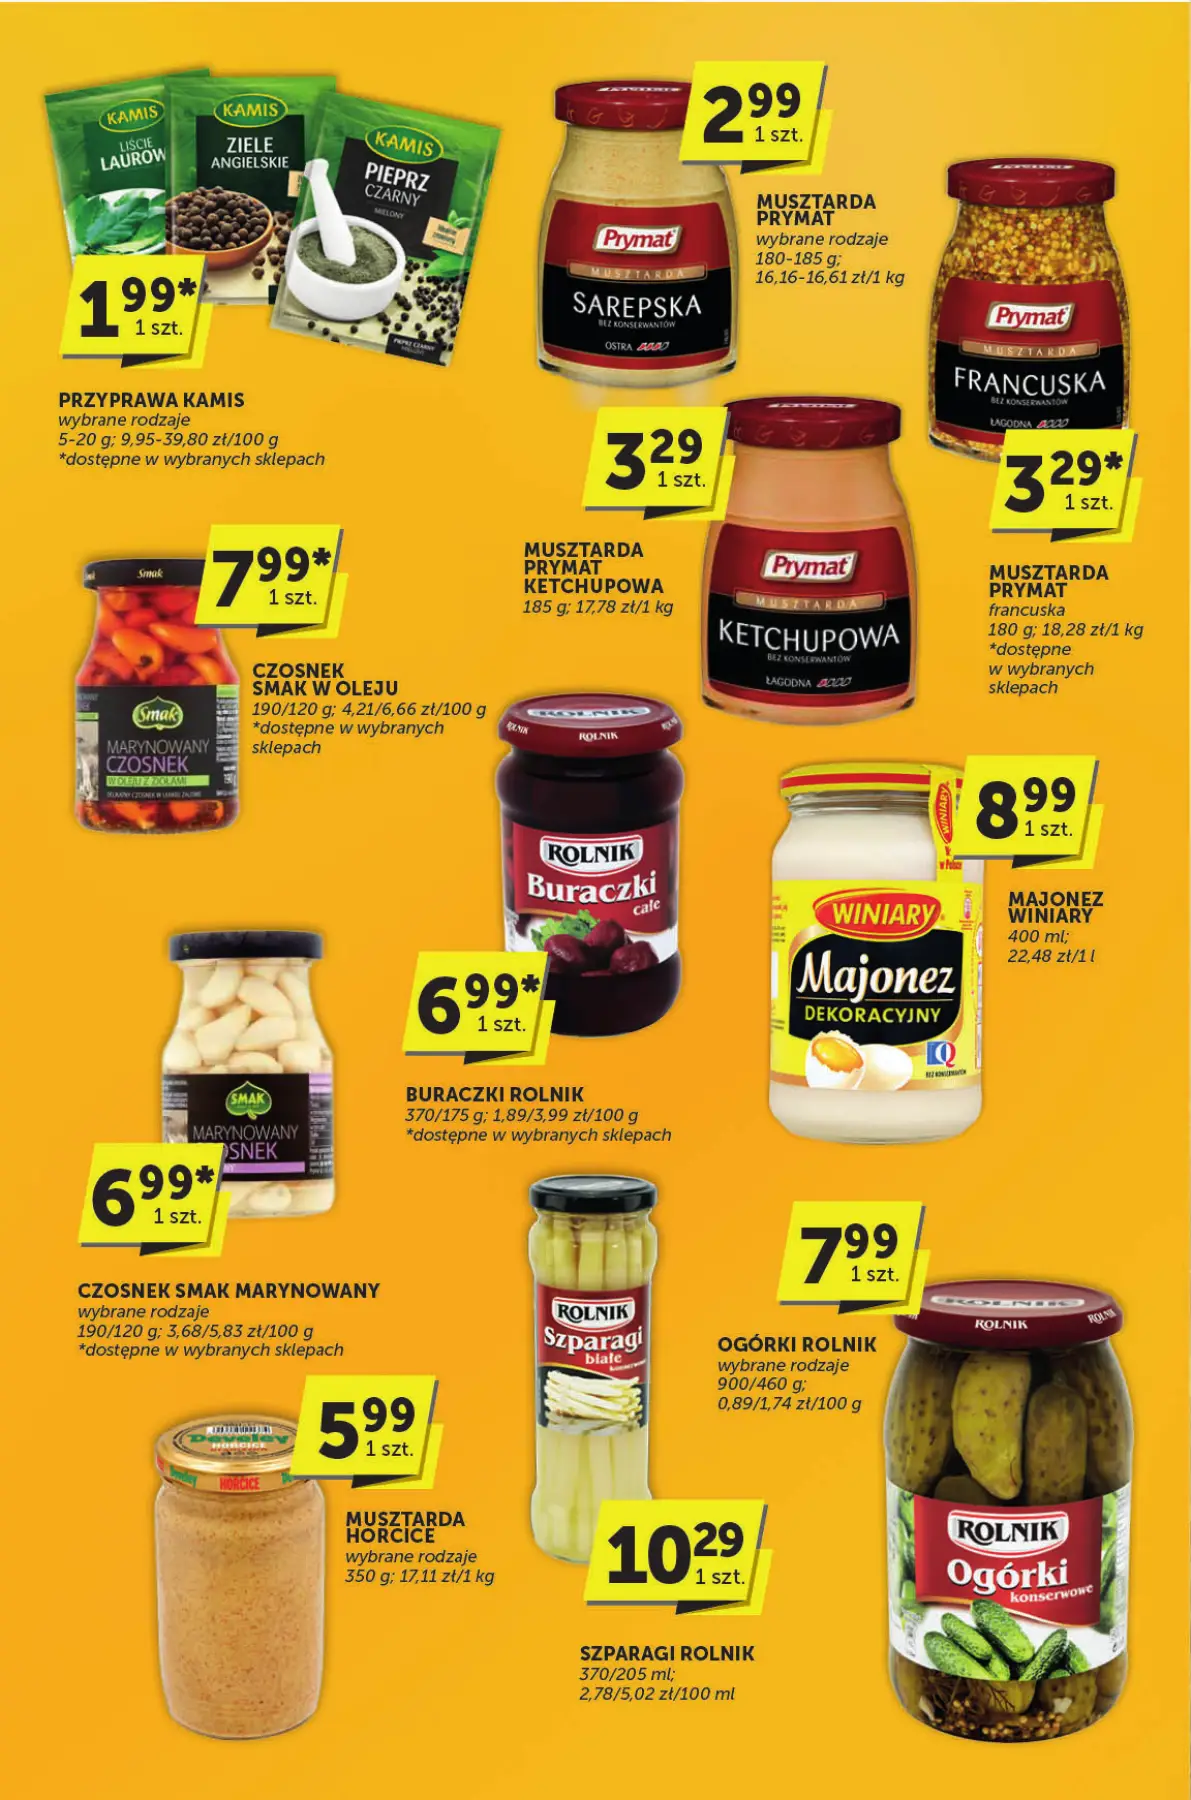 KAMIS
LIŚCIE
LAUROW
KAMIS
ZIELE
ANGIELSKIE
KAMIS
PIEPRZ
CZARNY
MIELONY
1 99*
1 szt.
PRZYPRAWA KAMIS
wybrane rodzaje
5-20 g; 9,95-39,80 zł/100 g
*dostępne w wybranych sklepach
Prymat
MUSZTARDA
SAREPSKA
BEZ KONSERWANTÓW
OSTRA
2 99
1 szt.
MUSZTARDA
PRYMAT
wybrane rodzaje
180-185 g;
16,16-16,61 zł/1 kg
Prymat
MUSZTARDA
FRANCUSKA
BEZ KONSERWANTÓW
ŁAGODNA
3 29*
1 szt.
MUSZTARDA
PRYMAT
francuska
180 g; 18,28 zł/1 kg
*dostępne
w wybranych
sklepach
3 29
1 szt.
MUSZTARDA
PRYMAT
KETCHUPOWA
185 g; 17,78 zł/1 kg
Prymat
MUSZTARDA
KETCHUPOWA
BEZ KONSERWANTÓW
ŁAGODNA
Smak
Smak
MARYNOWANY
CZOSNEK
W OLEJU Z ZIOŁAMI
7 99*
1 szt.
CZOSNEK
SMAK W OLEJU
190/120 g; 4,21/6,66 zł/100 g
*dostępne w wybranych
sklepach
ROLNIK
ROLNIK
Buraczki
całe
6 99*
1 szt.
BURACZKI ROLNIK
370/175 g; 1,89/3,99 zł/100 g
*dostępne w wybranych sklepach
WINIARY
WINIARY
Majonez
DEKORACYJNY
BEZ KONSERWANTÓW
8 99
1 szt.
MAJONEZ
WINIARY
400 ml;
22,48 zł/1 l
SMAK
MARYNOWANY
OSNEK
6 99*
1 szt.
CZOSNEK SMAK MARYNOWANY
wybrane rodzaje
190/120 g; 3,68/5,83 zł/100 g
*dostępne w wybranych sklepach
Develey
HORČICE
HORČICE
5 99
1 szt.
MUSZTARDA
HORCICE
wybrane rodzaje
350 g; 17,11 zł/1 kg
ROLNIK
Szparagi
białe
konserwowe
10 29
1 szt.
SZPARAGI ROLNIK
370/205 ml;
2,78/5,02 zł/100 ml
7 99
1 szt.
OGÓRKI ROLNIK
wybrane rodzaje
900/460 g;
0,89/1,74 zł/100 g
ROLNIK
ROLNIK
Ogórki
konserwowe